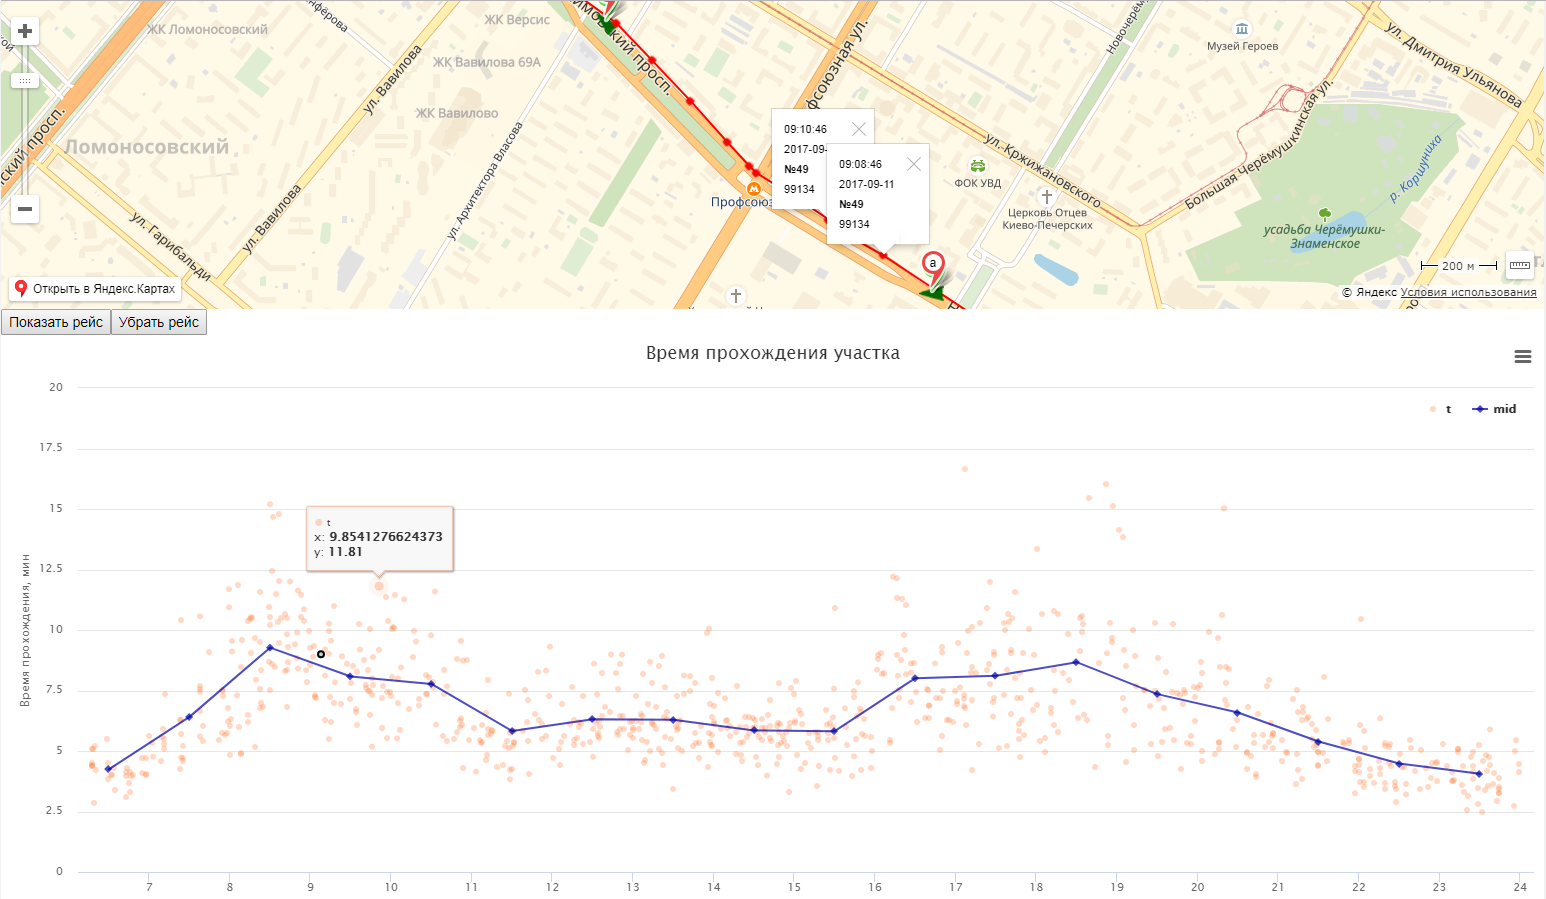 ЖК Версис
ЖК Ломоносовский
ЖК Вавилова 69А
ЖК Вавилово
Ломоносовский
ул. Вавилова
ул. Вавилова
ул. Гарибальди
ул. Архитектора Власова
просп.
Музей Героев
ул. Дмитрия Ульянова
ул. Кржижановского
Большая Черёмушкинская ул.
р. Коршуниха
ФОК УВД
Церковь Отцев
Киево-Печерских
усадьба Черёмушки-
Знаменское
09:10:46
2017-09-
№49
99134
09:08:46
2017-09-11
№49
99134
а
Открыть в Яндекс.Картах
200 м
© Яндекс Условия использования
Показать рейс Убрать рейс
Время прохождения участка
t mid
Время прохождения, мин
20
17.5
15
12.5
10
7.5
5
2.5
0
t
x: 9.8541276624373
y: 11.81
7 8 9 10 11 12 13 14 15 16 17 18 19 20 21 22 23 24